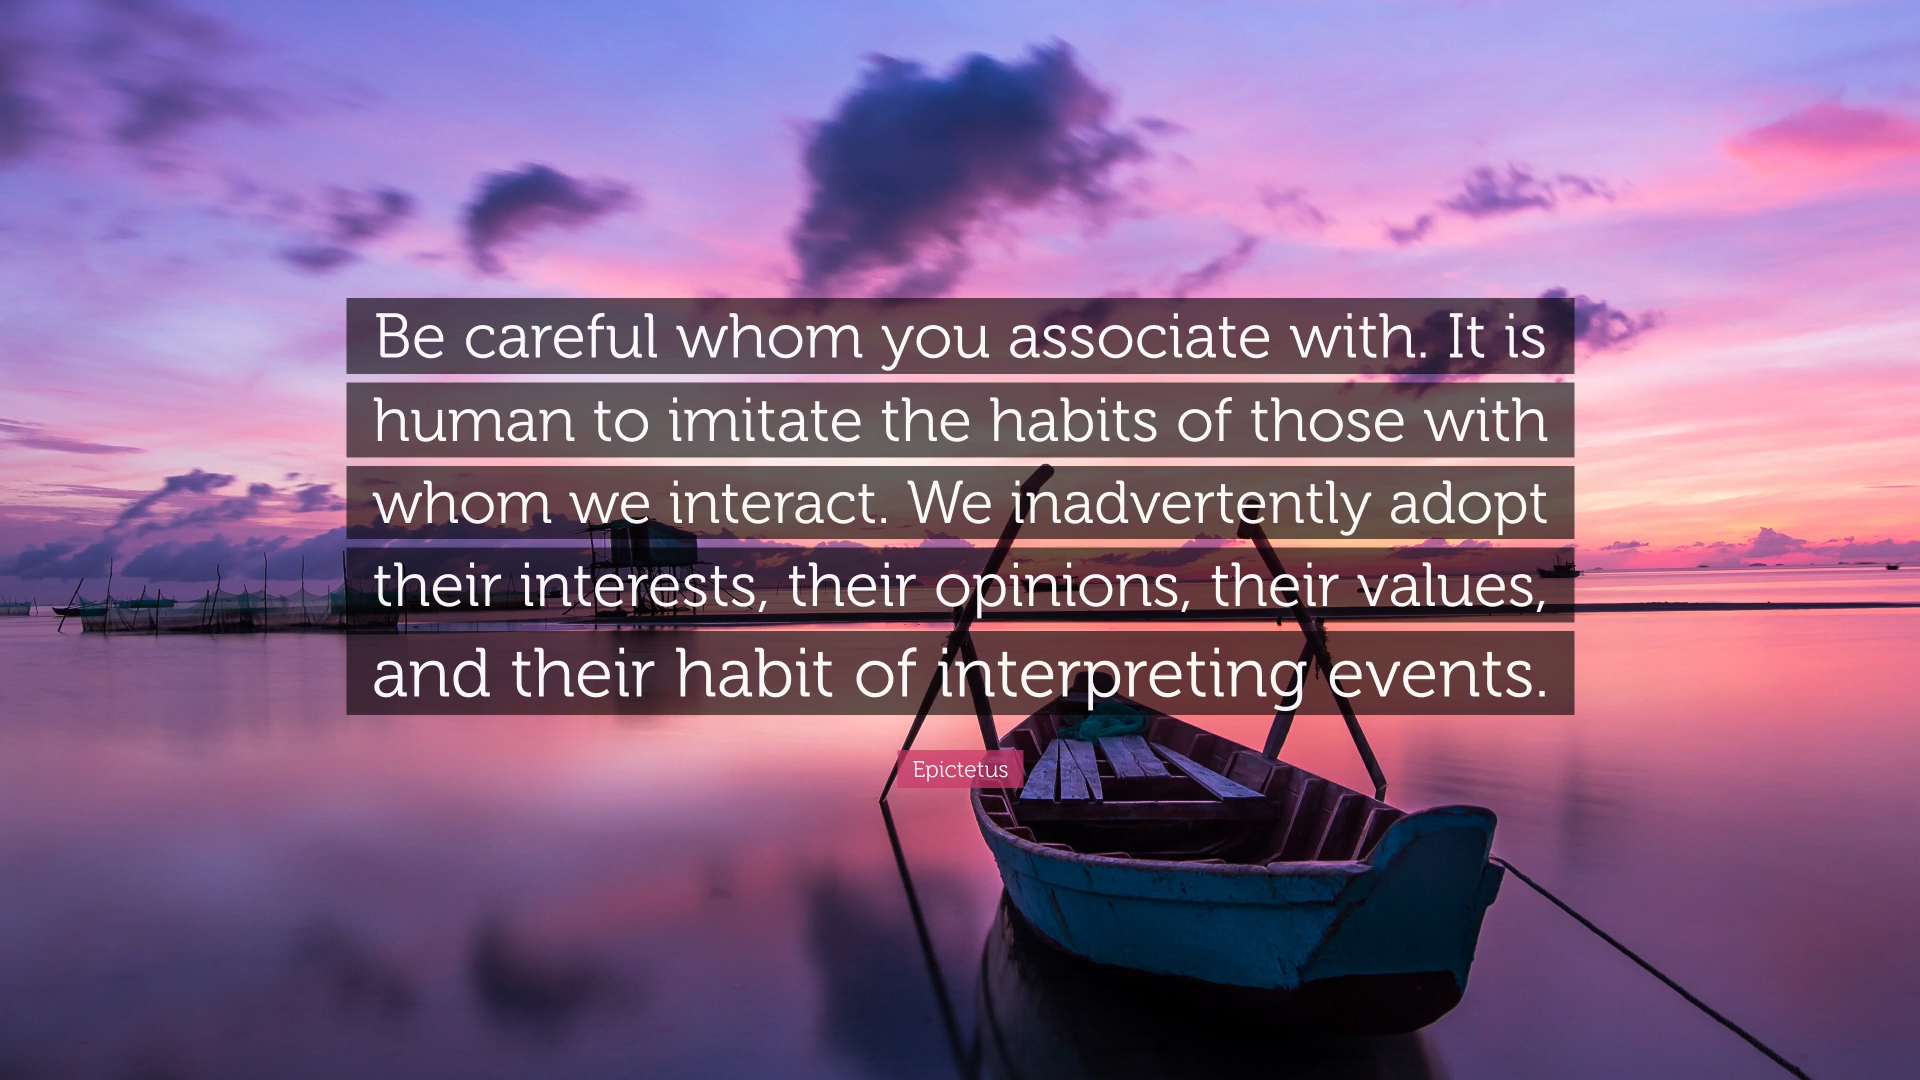 Be careful whom you associate with. It is
human to imitate the habits of those with
whom we interact. We inadvertently adopt
their interests, their opinions, their values,
and their habit of interpreting events.
Epictetus